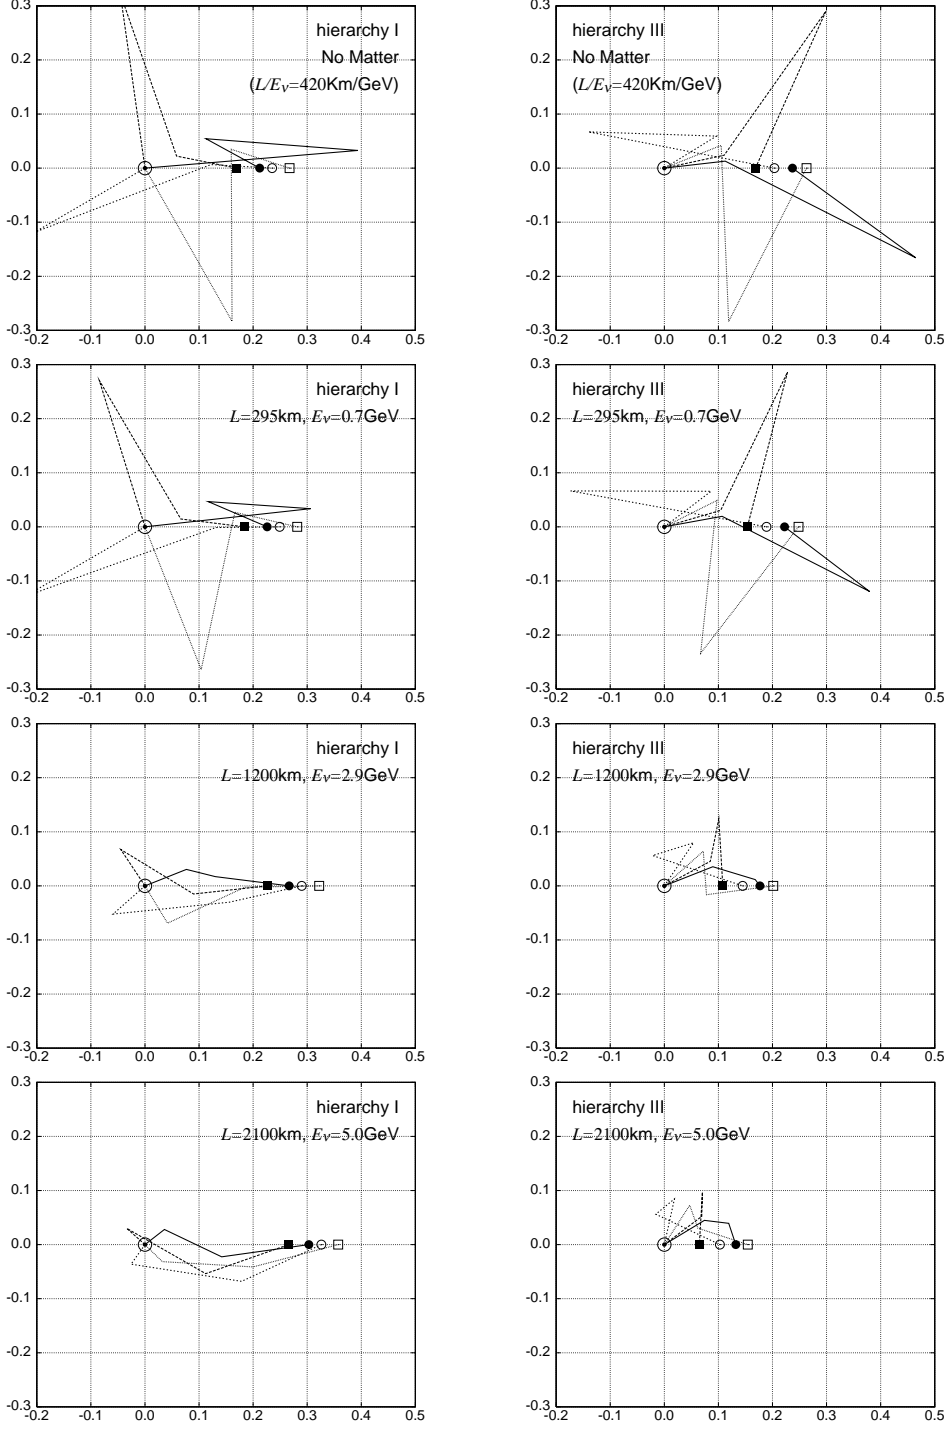 0.3
0.2
0.1
0.0
-0.1
-0.2
-0.3
-0.2 -0.1 0.0 0.1 0.2 0.3 0.4 0.5
hierarchy I
No Matter
(L/Eν=420Km/GeV)
0.3
0.2
0.1
0.0
-0.1
-0.2
-0.3
-0.2 -0.1 0.0 0.1 0.2 0.3 0.4 0.5
hierarchy III
No Matter
(L/Eν=420Km/GeV)
0.3
0.2
0.1
0.0
-0.1
-0.2
-0.3
-0.2 -0.1 0.0 0.1 0.2 0.3 0.4 0.5
hierarchy I
L=295km, Eν=0.7GeV
0.3
0.2
0.1
0.0
-0.1
-0.2
-0.3
-0.2 -0.1 0.0 0.1 0.2 0.3 0.4 0.5
hierarchy III
L=295km, Eν=0.7GeV
0.3
0.2
0.1
0.0
-0.1
-0.2
-0.3
-0.2 -0.1 0.0 0.1 0.2 0.3 0.4 0.5
hierarchy I
L=1200km, Eν=2.9GeV
0.3
0.2
0.1
0.0
-0.1
-0.2
-0.3
-0.2 -0.1 0.0 0.1 0.2 0.3 0.4 0.5
hierarchy III
L=1200km, Eν=2.9GeV
0.3
0.2
0.1
0.0
-0.1
-0.2
-0.3
-0.2 -0.1 0.0 0.1 0.2 0.3 0.4 0.5
hierarchy I
L=2100km, Eν=5.0GeV
0.3
0.2
0.1
0.0
-0.1
-0.2
-0.3
-0.2 -0.1 0.0 0.1 0.2 0.3 0.4 0.5
hierarchy III
L=2100km, Eν=5.0GeV